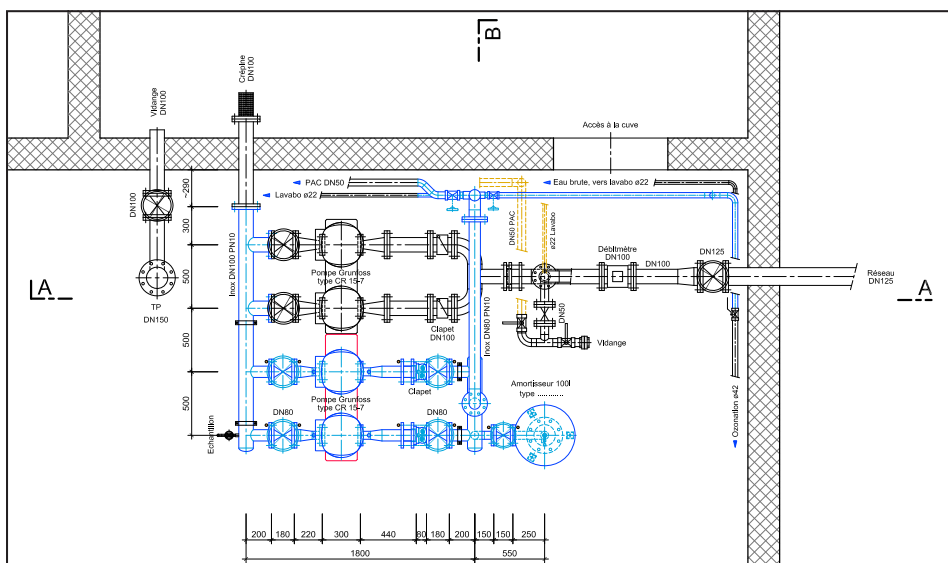 B
Vidange
DN100
Crépine
DN100
Accès à la cuve
PAC DN50
Lavabo ø22
Eau brute, vers lavabo ø22
290
300
500
500
500
DN100
Inox DN100 PN10
DN50 PAC
ø22 Lavabo
Débitmètre
DN100
DN100
DN125
Réseau
DN125
A
A
TP
DN150
Pompe Grunfoss
type CR 15-7
Clapet
DN100
Inox DN80 PN10
DN50
Vidange
Clapet
Pompe Grunfoss
type CR 15-7
Amortisseur 100l
type ............
DN80
DN80
Echantillon
Ozonation ø42
200
180
220
300
440
80
180
200
150
150
250
1800
550